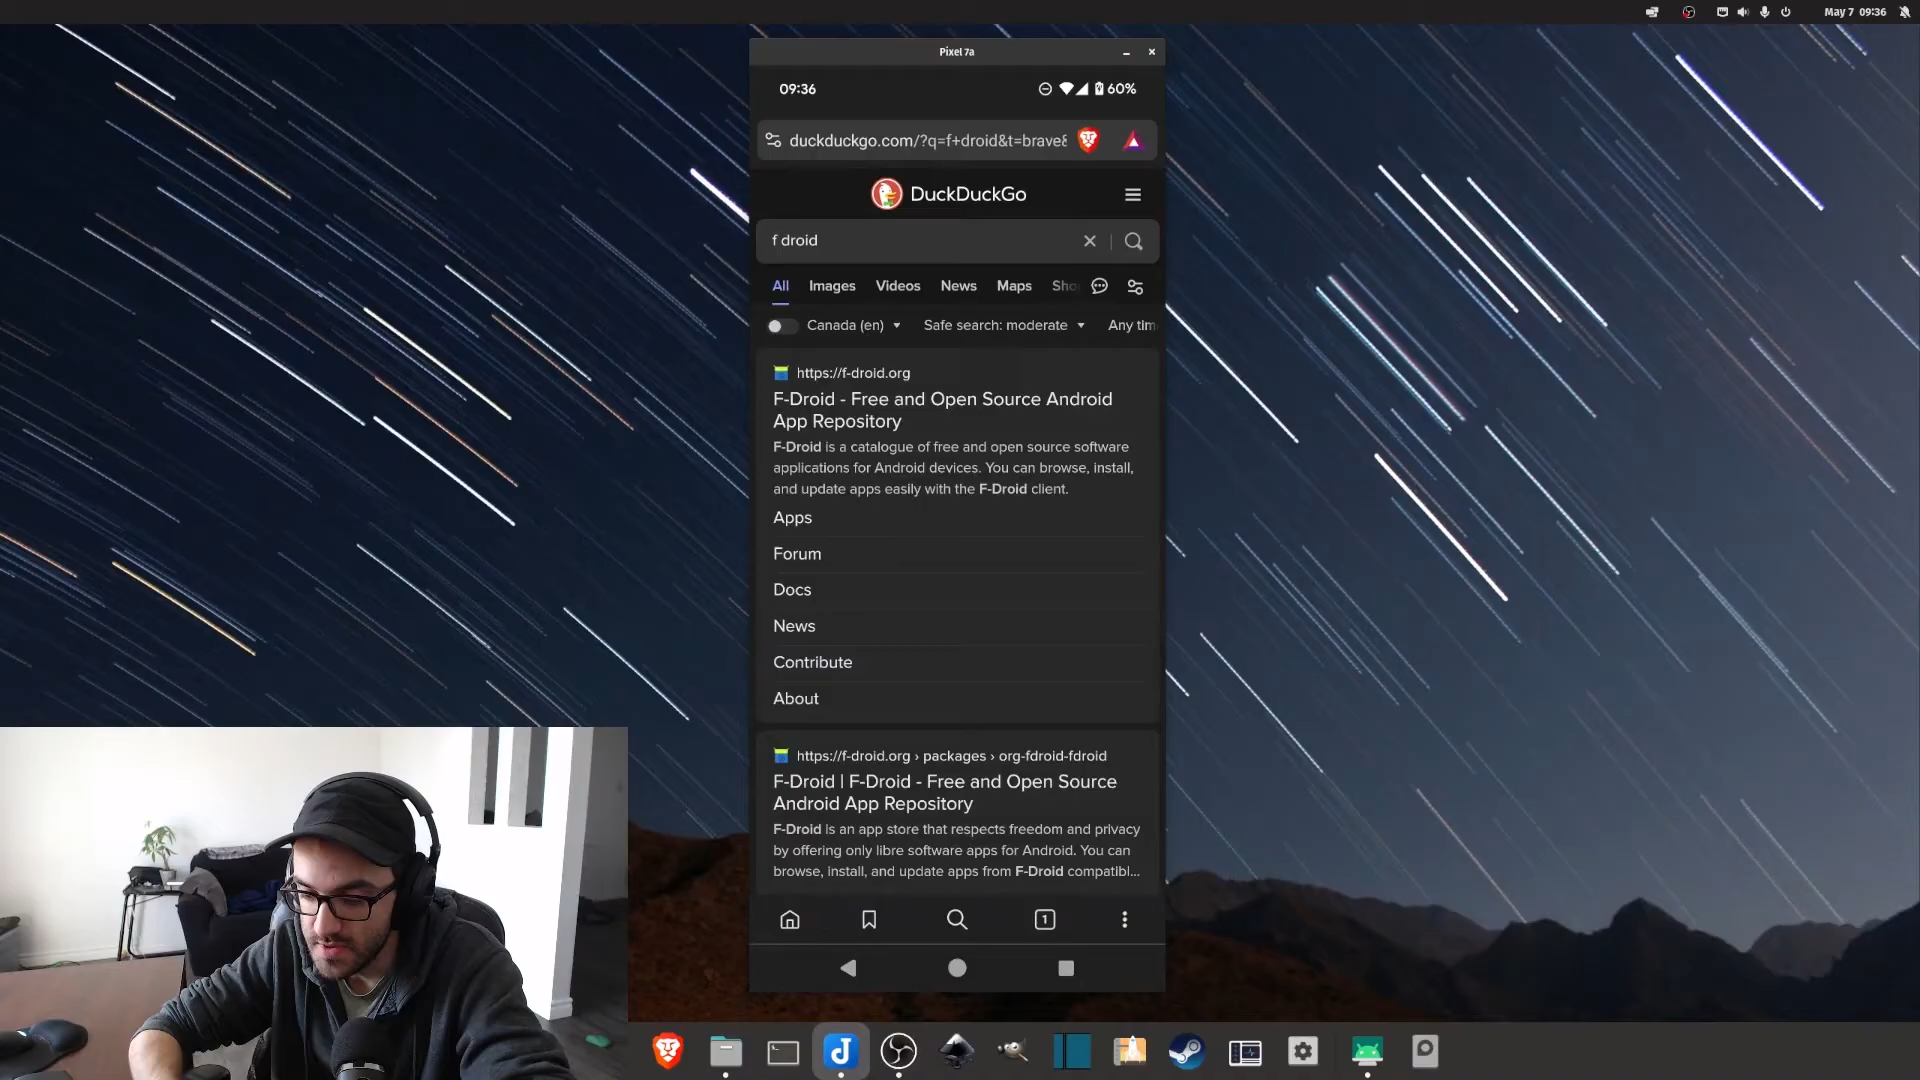 May 7 09:36
Pixel 7a
09:36
60%
duckduckgo.com/?q=f+droid&t=brave&
DuckDuckGo
f droid
All Images Videos News Maps Sho
Canada (en) Safe search: moderate Any tim
https://f-droid.org
F-Droid - Free and Open Source Android
App Repository
F-Droid is a catalogue of free and open source software
applications for Android devices. You can browse, install,
and update apps easily with the F-Droid client.
Apps
Forum
Docs
News
Contribute
About
https://f-droid.org › packages › org-fdroid-fdroid
F-Droid | F-Droid - Free and Open Source
Android App Repository
F-Droid is an app store that respects freedom and privacy
by offering only libre software apps for Android. You can
browse, install, and update apps from F-Droid compatibl...
1